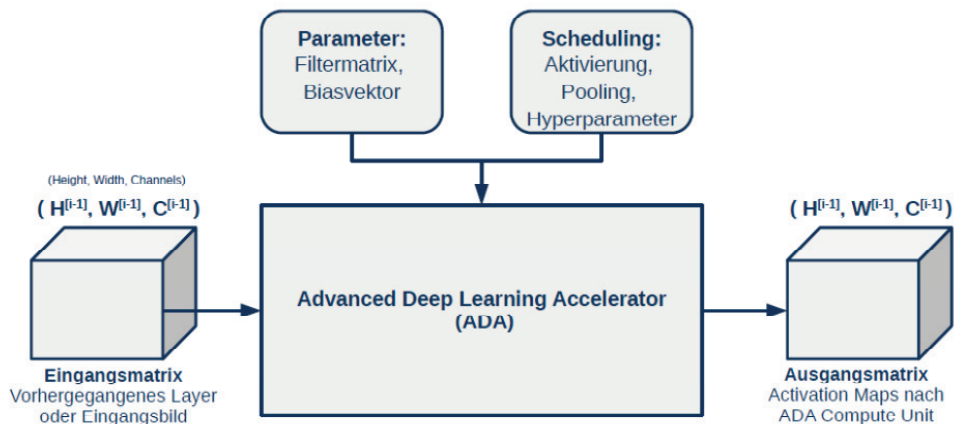 Parameter:
Filtermatrix,
Biasvektor
Scheduling:
Aktivierung,
Pooling,
Hyperparameter
(Height, Width, Channels)
( H[i-1], W[i-1], C[i-1] )
Eingangsmatrix
Vorhergegangenes Layer
oder Eingangsbild
Advanced Deep Learning Accelerator
(ADA)
( H[i-1], W[i-1], C[i-1] )
Ausgangsmatrix
Activation Maps nach
ADA Compute Unit